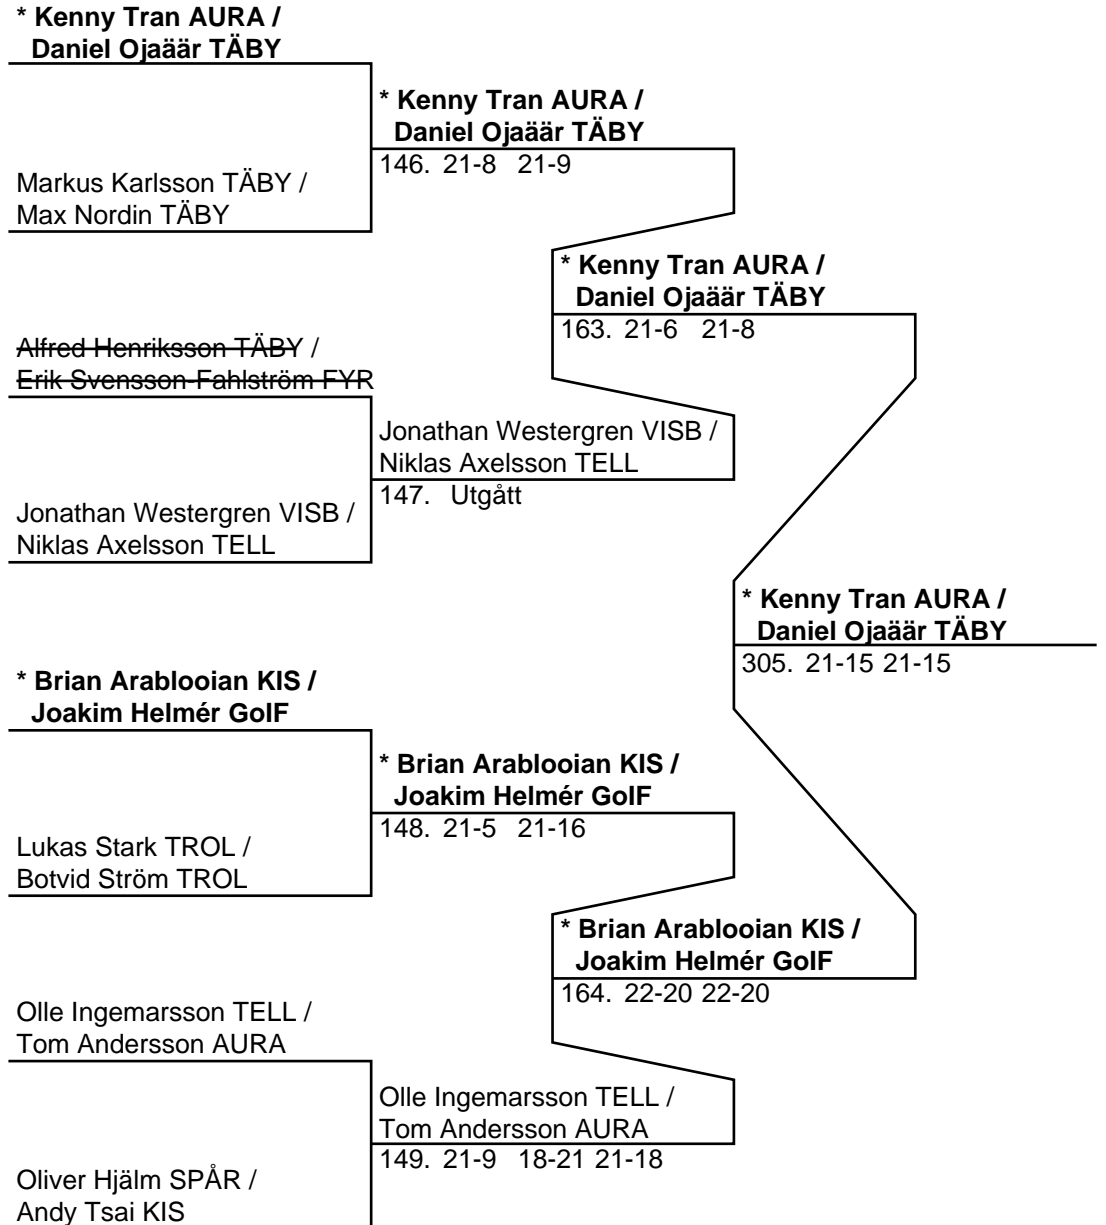 * Kenny Tran AURA /
Daniel Ojaäär TÄBY
* Kenny Tran AURA /
Daniel Ojaäär TÄBY
146. 21-8 21-9
Markus Karlsson TÄBY /
Max Nordin TÄBY
* Kenny Tran AURA /
Daniel Ojaäär TÄBY
163. 21-6 21-8
Alfred Henriksson TÄBY /
Erik Svensson-Fahlström FYR
Jonathan Westergren VISB /
Niklas Axelsson TELL
147. Utgått
Jonathan Westergren VISB /
Niklas Axelsson TELL
* Kenny Tran AURA /
Daniel Ojaäär TÄBY
305. 21-15 21-15
* Brian Arablooian KIS /
Joakim Helmér GoIF
* Brian Arablooian KIS /
Joakim Helmér GoIF
148. 21-5 21-16
Lukas Stark TROL /
Botvid Ström TROL
* Brian Arablooian KIS /
Joakim Helmér GoIF
164. 22-20 22-20
Olle Ingemarsson TELL /
Tom Andersson AURA
Olle Ingemarsson TELL /
Tom Andersson AURA
149. 21-9 18-21 21-18
Oliver Hjälm SPÅR /
Andy Tsai KIS